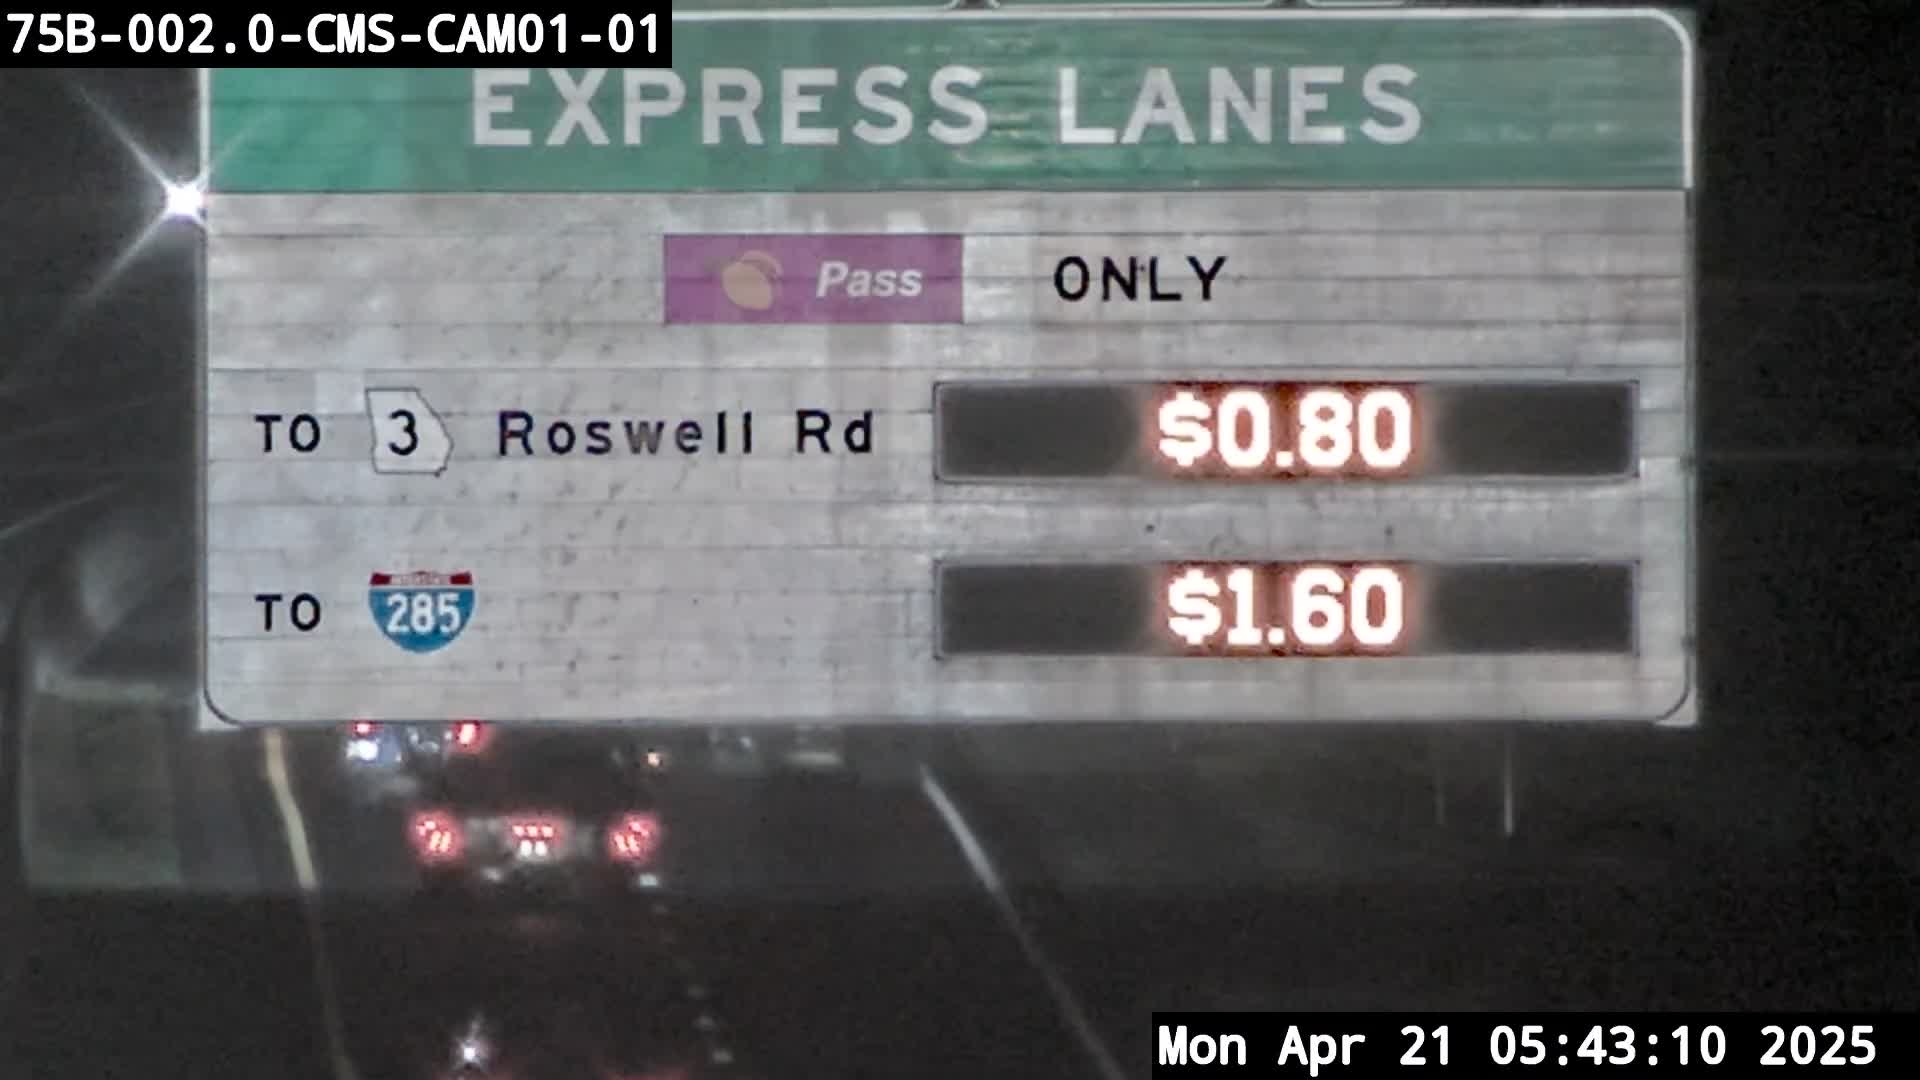 75B-002.0-CMS-CAM01-01
EXPRESS LANES
Pass ONLY
TO 3 Roswell Rd $0.80
TO 285 $1.60
Mon Apr 21 05:43:10 2025